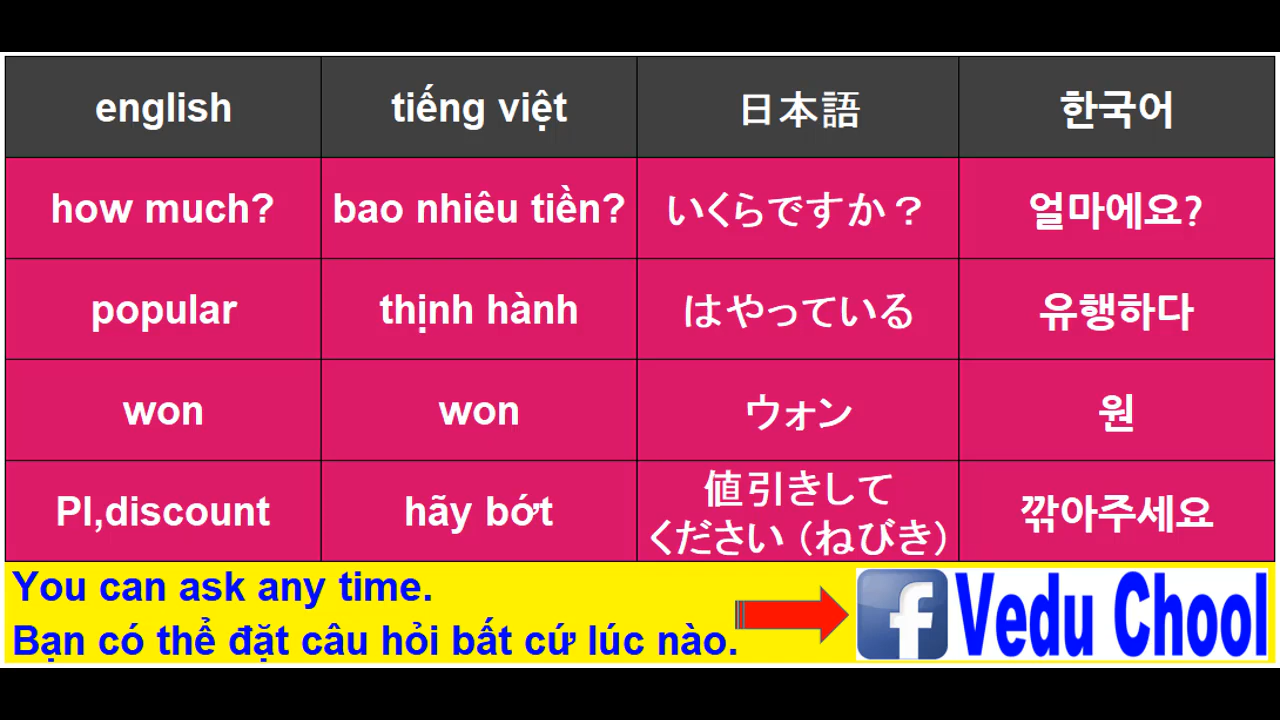 english tiếng việt 日本語 한국어
how much? bao nhiêu tiền? いくらですか？ 얼마에요?
popular thịnh hành はやっている 유행하다
won won ウォン 원
Pl,discount hãy bớt 値引きして 깎아주세요
ください（ねびき）
You can ask any time.
Bạn có thể đặt câu hỏi bất cứ lúc nào.
f Vedu Chool